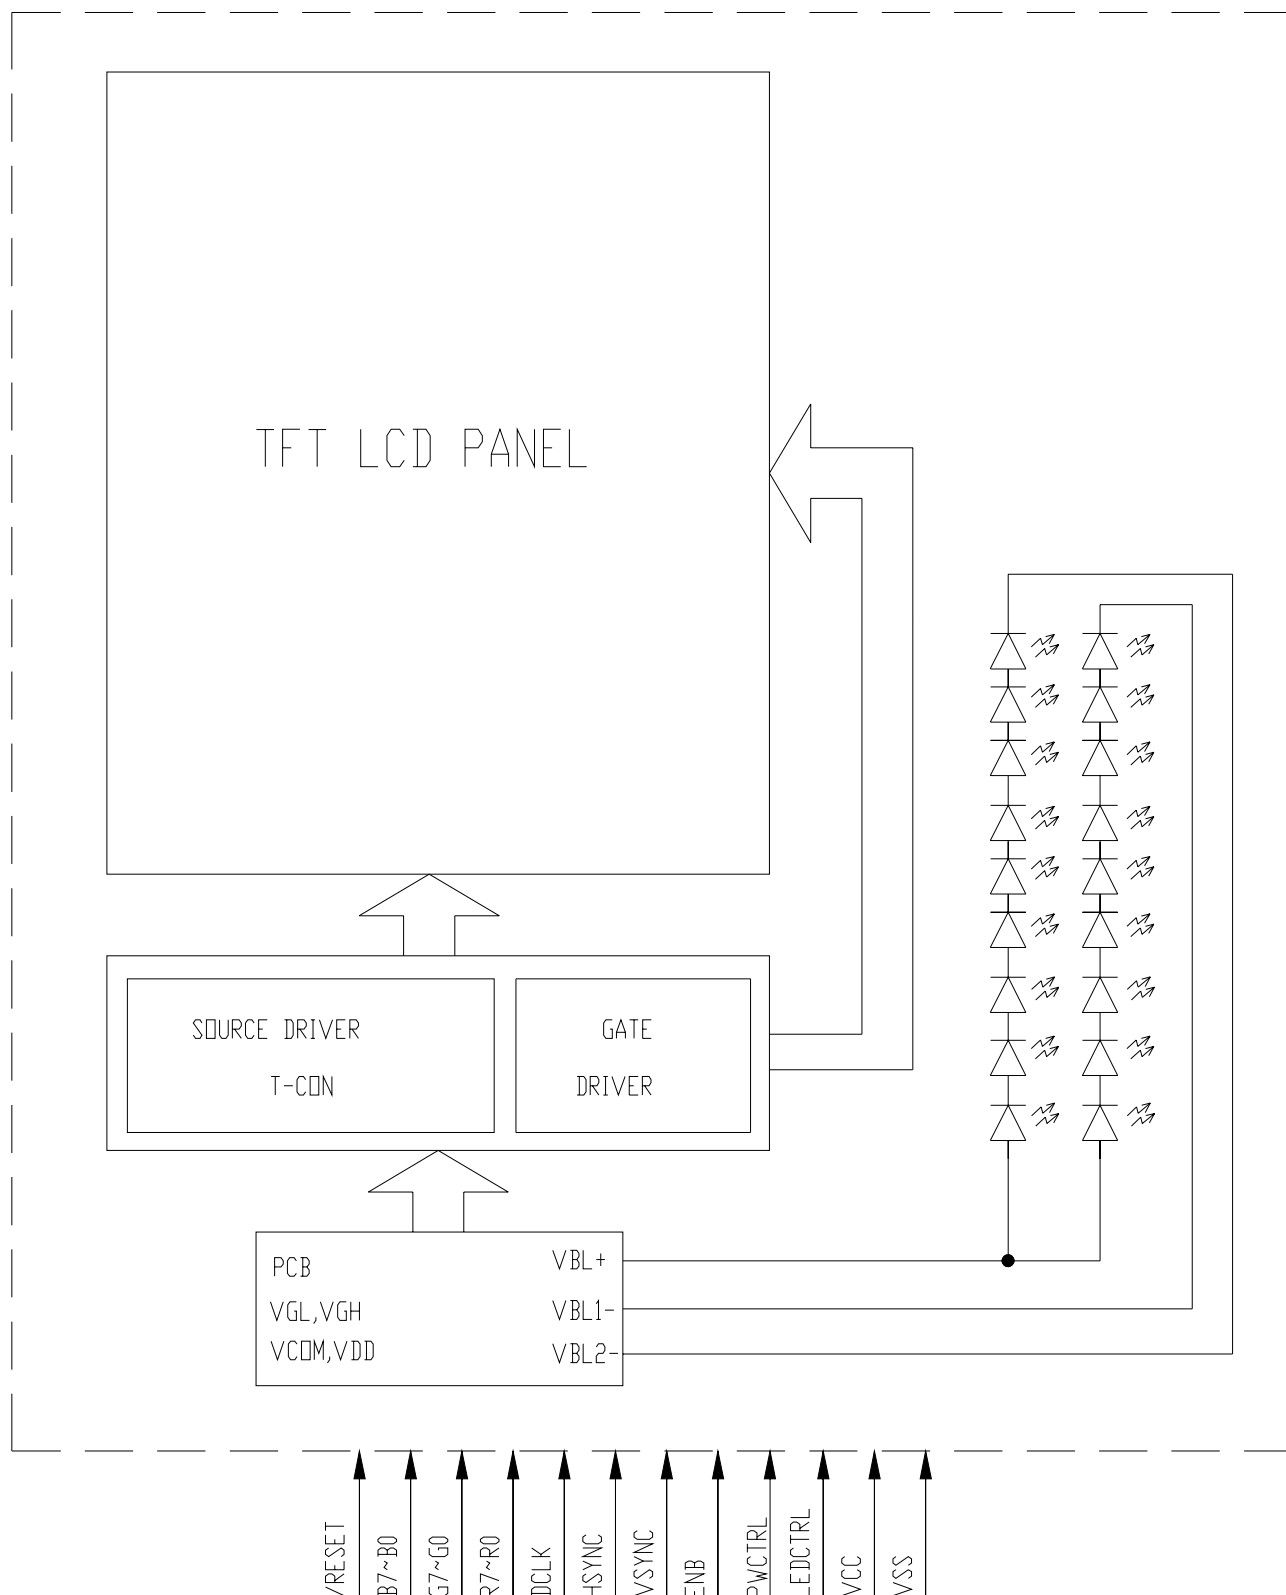 TFT LCD PANEL
SOURCE DRIVER
T-CON
GATE
DRIVER
PCB
VGL,VGH
VCOM,VDD
VBL+
VBL1-
VBL2-
/RESET
B7~B0
G7~G0
R7~R0
DCLK
HSYNC
VSYNC
ENB
PWCTRL
LEDCTRL
VCC
VSS